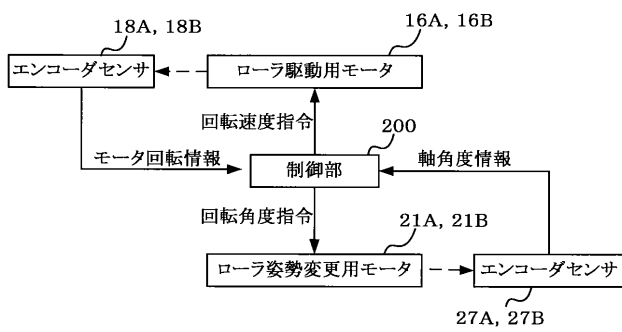 18A, 18B
16A, 16B
エンコーダセンサ
ローラ駆動用モータ
回転速度指令
200
モータ回転情報
制御部
軸角度情報
回転角度指令
21A, 21B
ローラ姿勢変更用モータ
エンコーダセンサ
27A, 27B